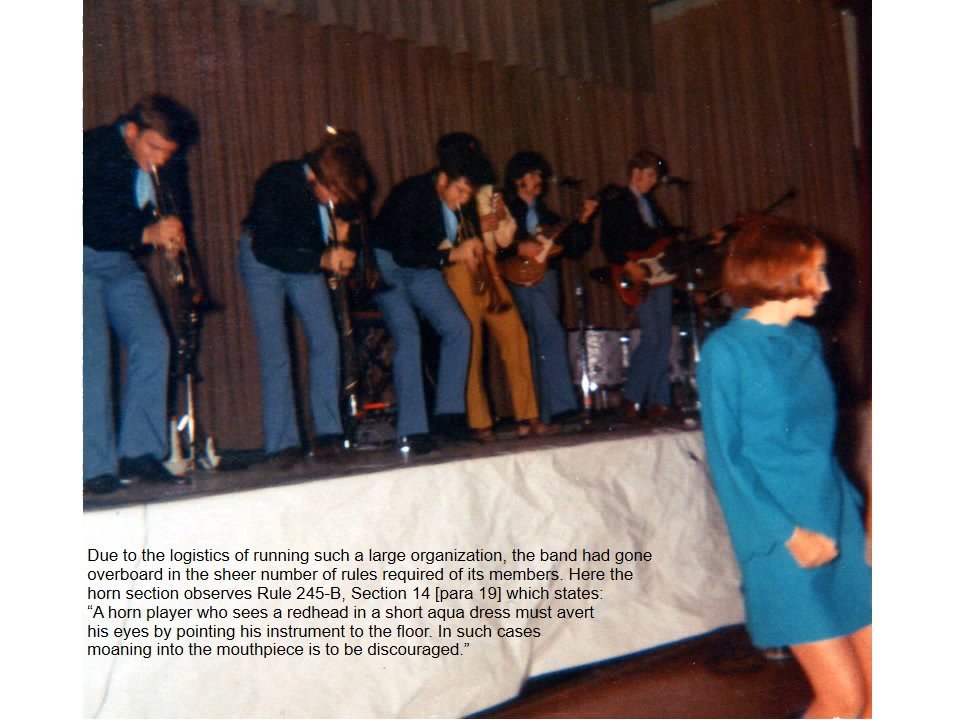 Due to the logistics of running such a large organization, the band had gone
overboard in the sheer number of rules required of its members. Here the
horn section observes Rule 245-B, Section 14 [para 19] which states:
“A horn player who sees a redhead in a short aqua dress must avert
his eyes by pointing his instrument to the floor. In such cases
moaning into the mouthpiece is to be discouraged.”